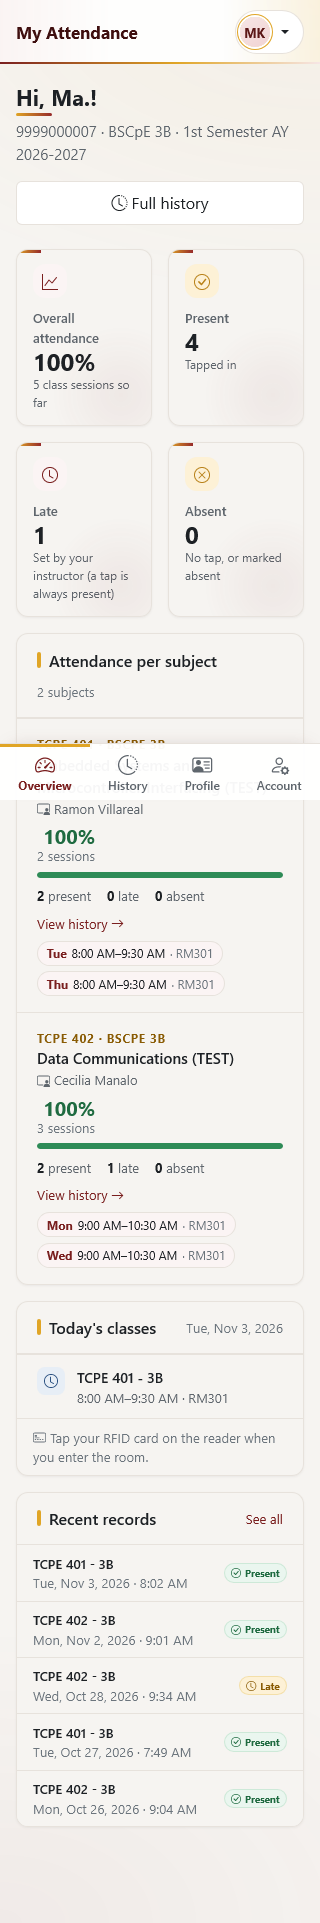 My Attendance
MK
Hi, Ma.!
9999000007 · BSCpE 3B · 1st Semester AY
2026-2027
Full history
Overall
attendance
100%
5 class sessions so
far
Present
4
Tapped in
Late
1
Set by your
instructor (a tap is
always present)
Absent
0
No tap, or marked
absent
Attendance per subject
2 subjects
TCPE 401 · BSCPE 3B
Overview
History
Profile
Account
Ramon Villareal
100%
2 sessions
2 present 0 late 0 absent
View history →
Tue 8:00 AM–9:30 AM · RM301
Thu 8:00 AM–9:30 AM · RM301
TCPE 402 · BSCPE 3B
Data Communications (TEST)
Cecilia Manalo
100%
3 sessions
2 present 1 late 0 absent
View history →
Mon 9:00 AM–10:30 AM · RM301
Wed 9:00 AM–10:30 AM · RM301
Today's classes
Tue, Nov 3, 2026
TCPE 401 - 3B
8:00 AM–9:30 AM · RM301
Tap your RFID card on the reader when
you enter the room.
Recent records
See all
TCPE 401 - 3B
Tue, Nov 3, 2026 · 8:02 AM
Present
TCPE 402 - 3B
Mon, Nov 2, 2026 · 9:01 AM
Present
TCPE 402 - 3B
Wed, Oct 28, 2026 · 9:34 AM
Late
TCPE 401 - 3B
Tue, Oct 27, 2026 · 7:49 AM
Present
TCPE 402 - 3B
Mon, Oct 26, 2026 · 9:04 AM
Present